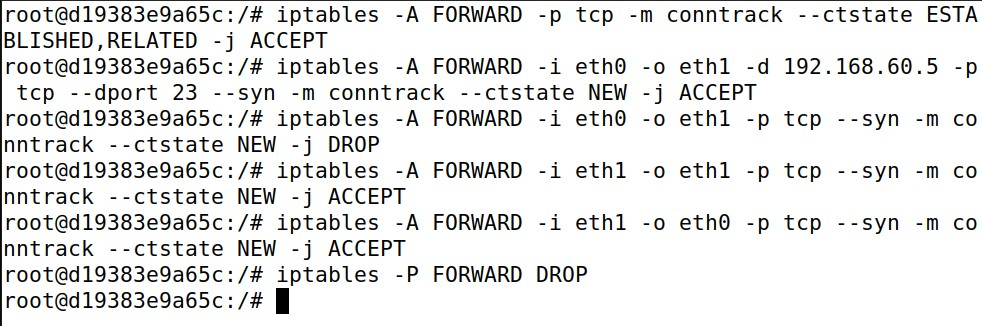 root@d19383e9a65c:/# iptables -A FORWARD -p tcp -m conntrack --ctstate ESTA
BLISHED,RELATED -j ACCEPT
root@d19383e9a65c:/# iptables -A FORWARD -i eth0 -o eth1 -d 192.168.60.5 -p
 tcp --dport 23 --syn -m conntrack --ctstate NEW -j ACCEPT
root@d19383e9a65c:/# iptables -A FORWARD -i eth0 -o eth1 -p tcp --syn -m co
nntrack --ctstate NEW -j DROP
root@d19383e9a65c:/# iptables -A FORWARD -i eth1 -o eth1 -p tcp --syn -m co
nntrack --ctstate NEW -j ACCEPT
root@d19383e9a65c:/# iptables -A FORWARD -i eth1 -o eth0 -p tcp --syn -m co
nntrack --ctstate NEW -j ACCEPT
root@d19383e9a65c:/# iptables -P FORWARD DROP
root@d19383e9a65c:/#